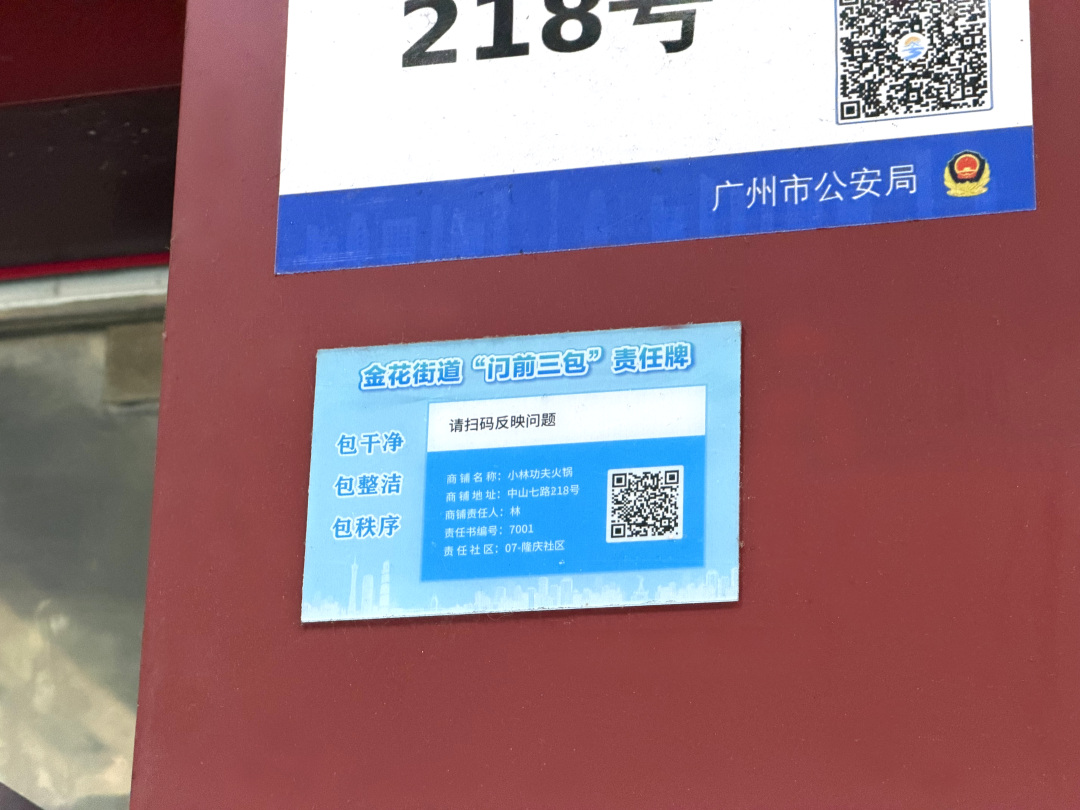 218号
广州市公安局
金花街道“门前三包”责任牌
请扫码反映问题
包干净
包整洁
包秩序
商铺名称：小林功夫火锅
商铺地址：中山七路218号
商铺责任人：林
责任书编号：7001
责任社区：07-隆庆社区